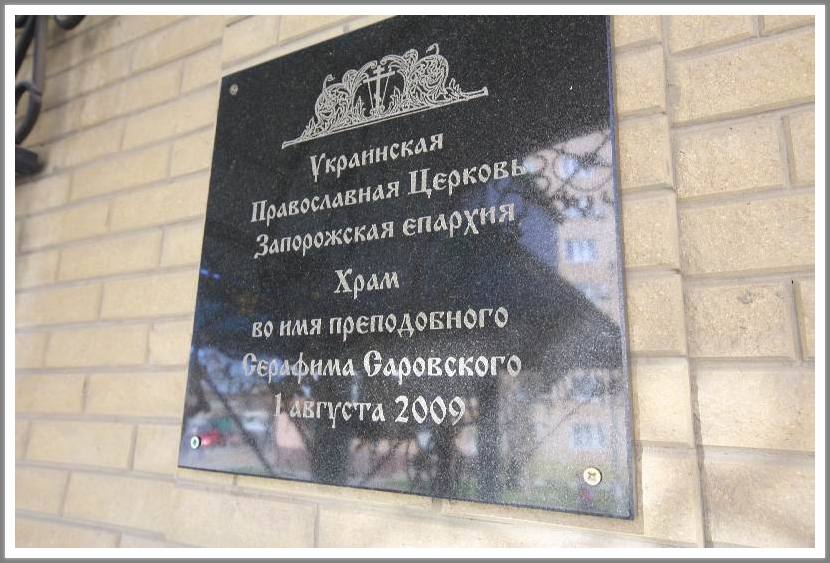 Украинская
Православная Церковь
Запорожская епархия
Храм
во имя преподобного
Серафима Саровского
1 августа 2009